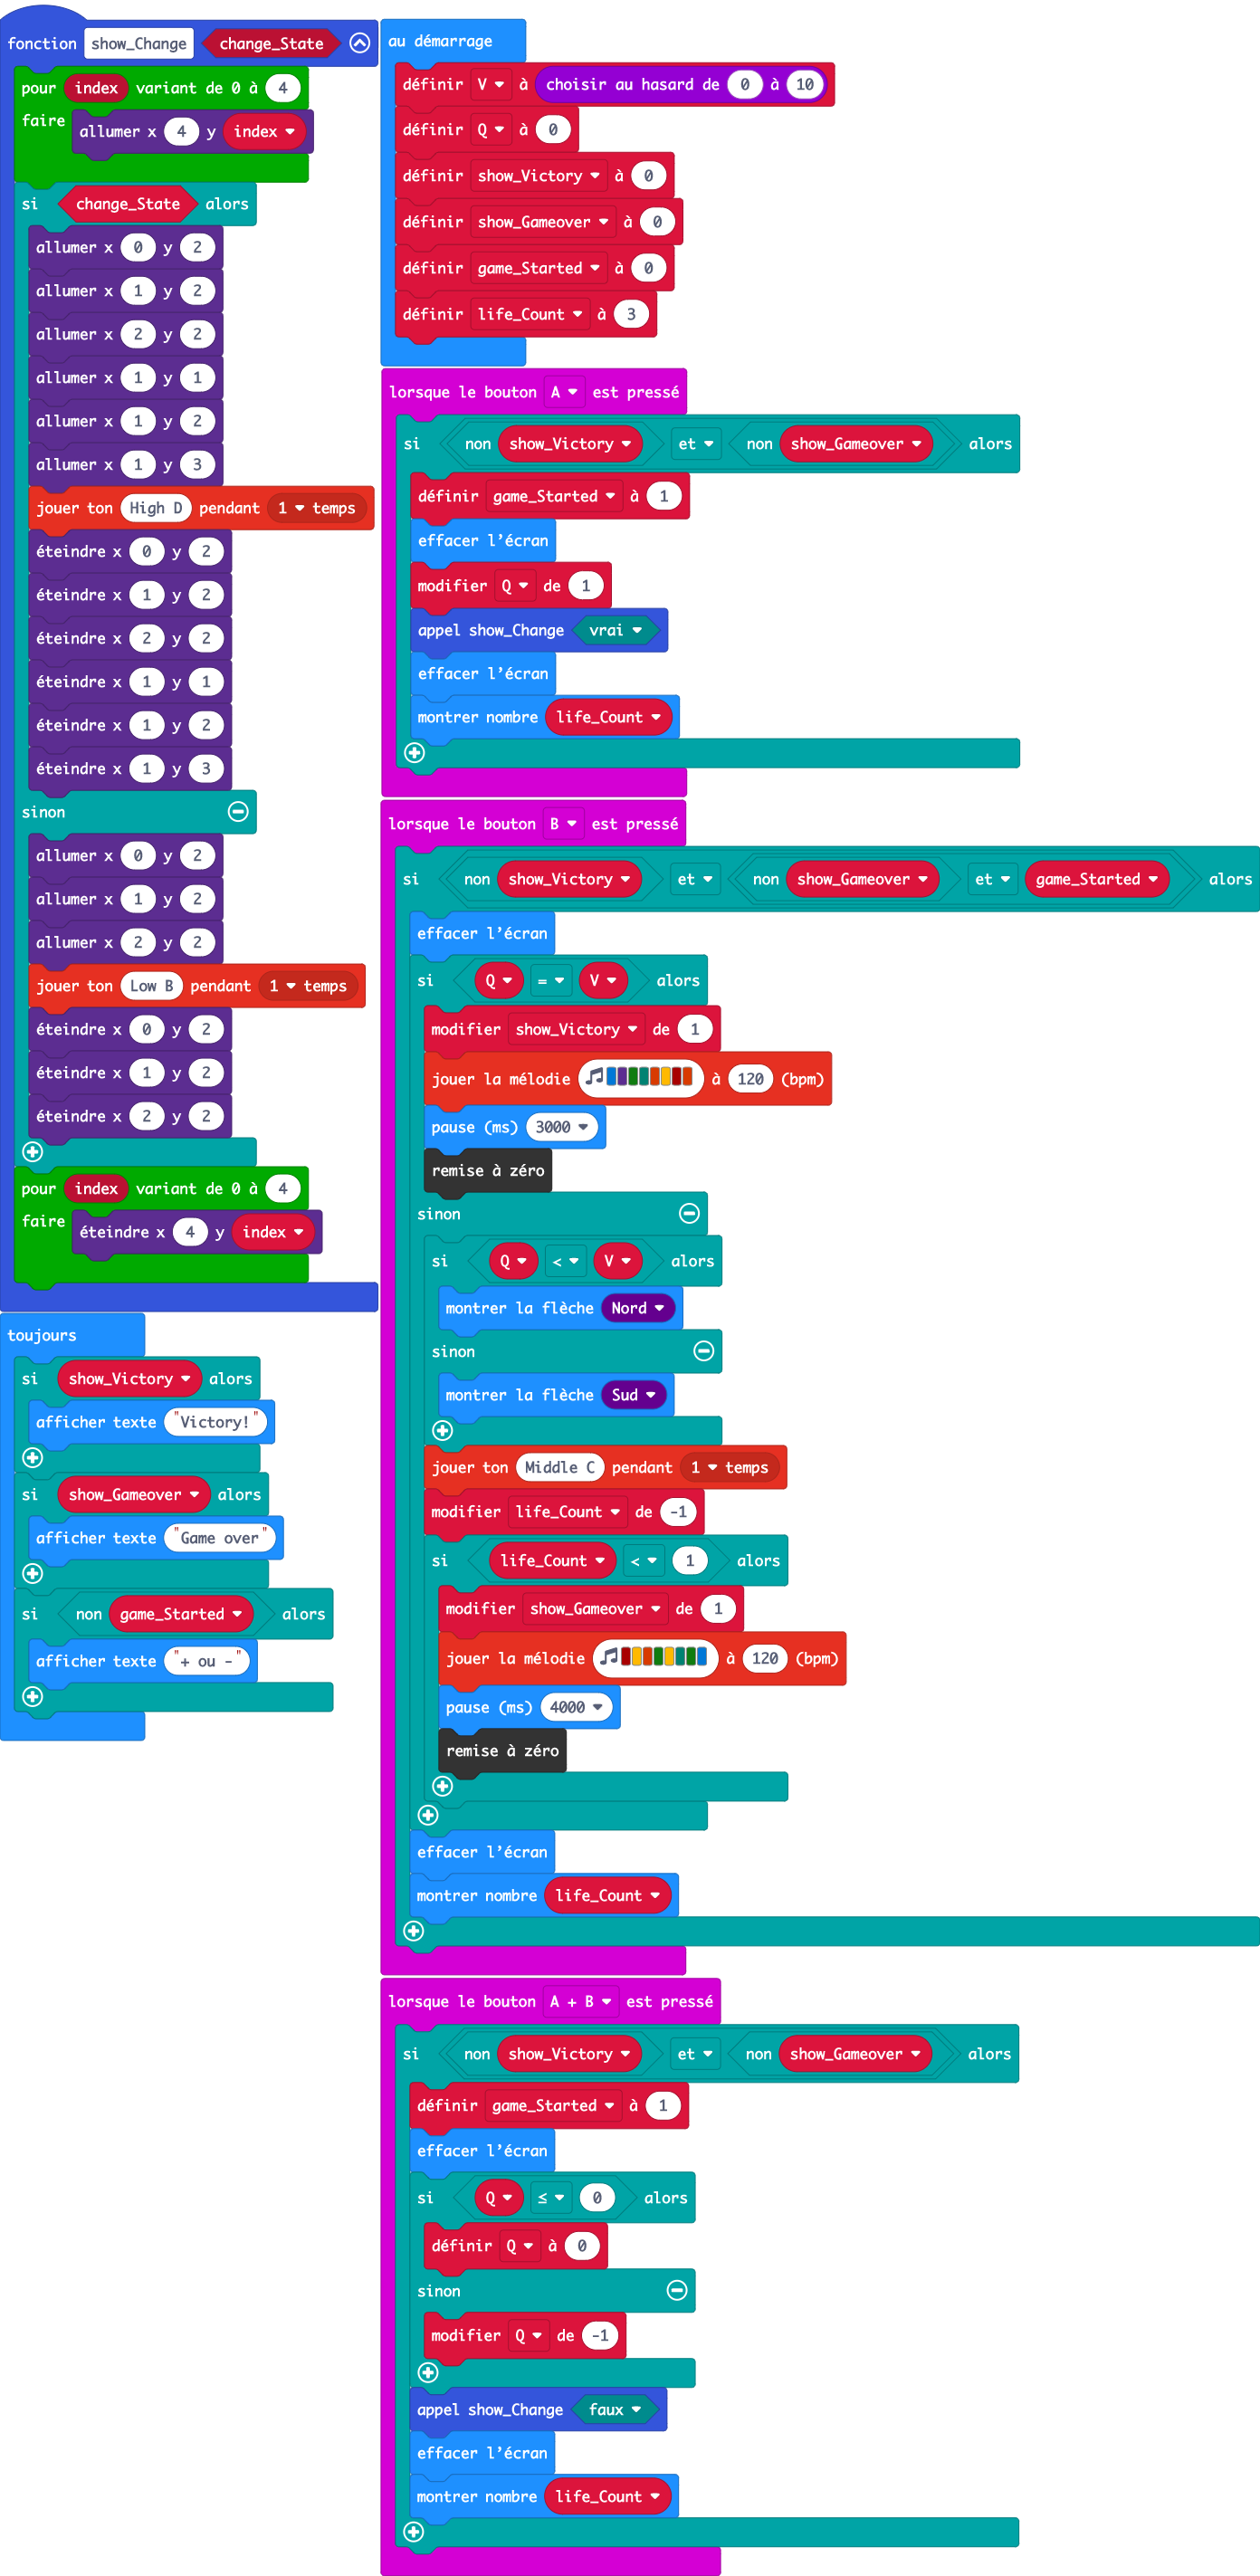 fonction show_Change change_State
pour index variant de 0 à 4
faire allumer x 4 y index
si change_State alors
allumer x 0 y 2
allumer x 1 y 2
allumer x 2 y 2
allumer x 1 y 1
allumer x 1 y 2
allumer x 1 y 3
jouer ton High D pendant 1 temps
éteindre x 0 y 2
éteindre x 1 y 2
éteindre x 2 y 2
éteindre x 1 y 1
éteindre x 1 y 2
éteindre x 1 y 3
sinon
allumer x 0 y 2
allumer x 1 y 2
allumer x 2 y 2
jouer ton Low B pendant 1 temps
éteindre x 0 y 2
éteindre x 1 y 2
éteindre x 2 y 2
pour index variant de 0 à 4
faire éteindre x 4 y index
toujours
si show_Victory alors
afficher texte "Victory!"
si show_Gameover alors
afficher texte "Game over"
si non game_Started alors
afficher texte "+ ou -"
au démarrage
définir V à choisir au hasard de 0 à 10
définir Q à 0
définir show_Victory à 0
définir show_Gameover à 0
définir game_Started à 0
définir life_Count à 3
lorsque le bouton A est pressé
si non show_Victory et non show_Gameover alors
définir game_Started à 1
effacer l’écran
modifier Q de 1
appel show_Change vrai
effacer l’écran
montrer nombre life_Count
lorsque le bouton B est pressé
si non show_Victory et non show_Gameover et game_Started alors
effacer l’écran
si Q = V alors
modifier show_Victory de 1
jouer la mélodie à 120 (bpm)
pause (ms) 3000
remise à zéro
sinon
si Q < V alors
montrer la flèche Nord
sinon
montrer la flèche Sud
jouer ton Middle C pendant 1 temps
modifier life_Count de -1
si life_Count < 1 alors
modifier show_Gameover de 1
jouer la mélodie à 120 (bpm)
pause (ms) 4000
remise à zéro
effacer l’écran
montrer nombre life_Count
lorsque le bouton A + B est pressé
si non show_Victory et non show_Gameover alors
définir game_Started à 1
effacer l’écran
si Q ≤ 0 alors
définir Q à 0
sinon
modifier Q de -1
appel show_Change faux
effacer l’écran
montrer nombre life_Count